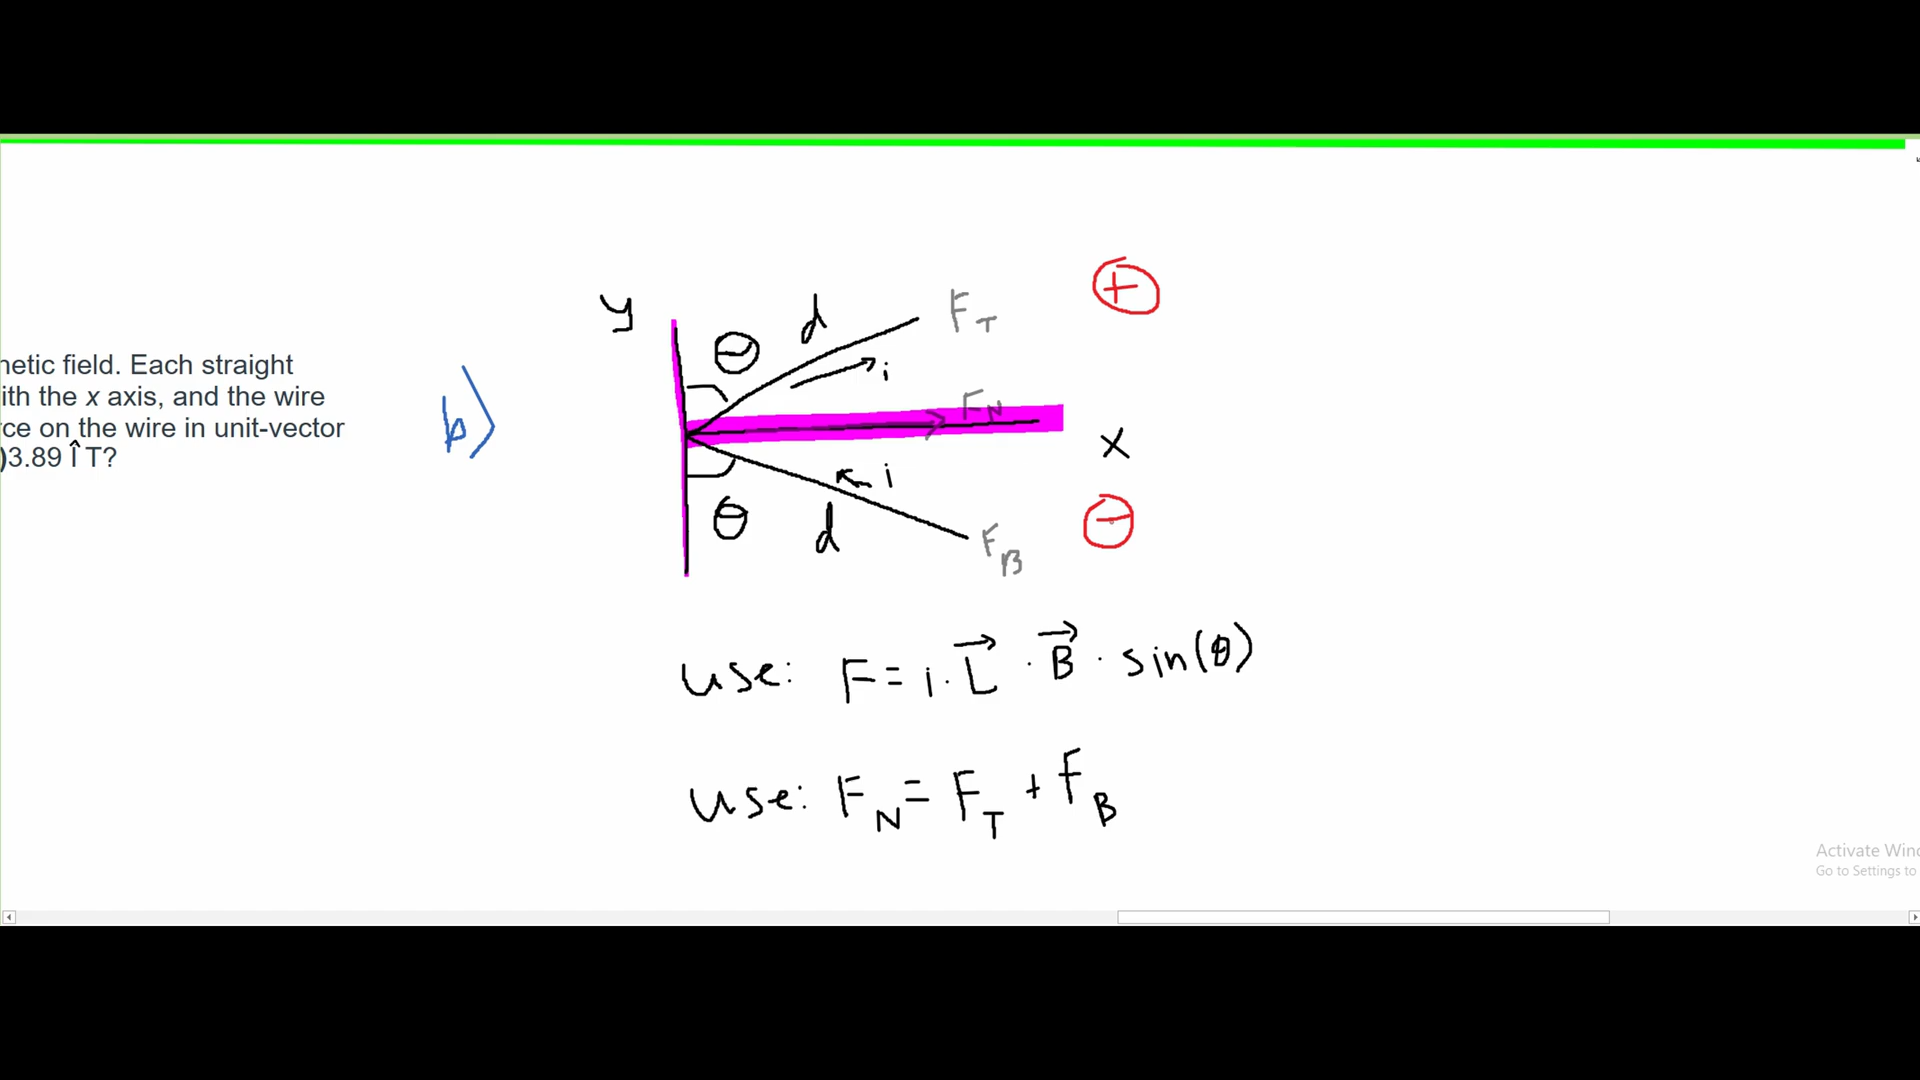 netic field. Each straight
ith the x axis, and the wire
ce on the wire in unit-vector
)3.89 Î T?
b)
y
θ
d
F_T
+
i
F_N
x
i
θ
d
F_B
−
use: F = i · L⃗ · B⃗ · sin(θ)
use: F_N = F_T + F_B
Activate Winc
Go to Settings to